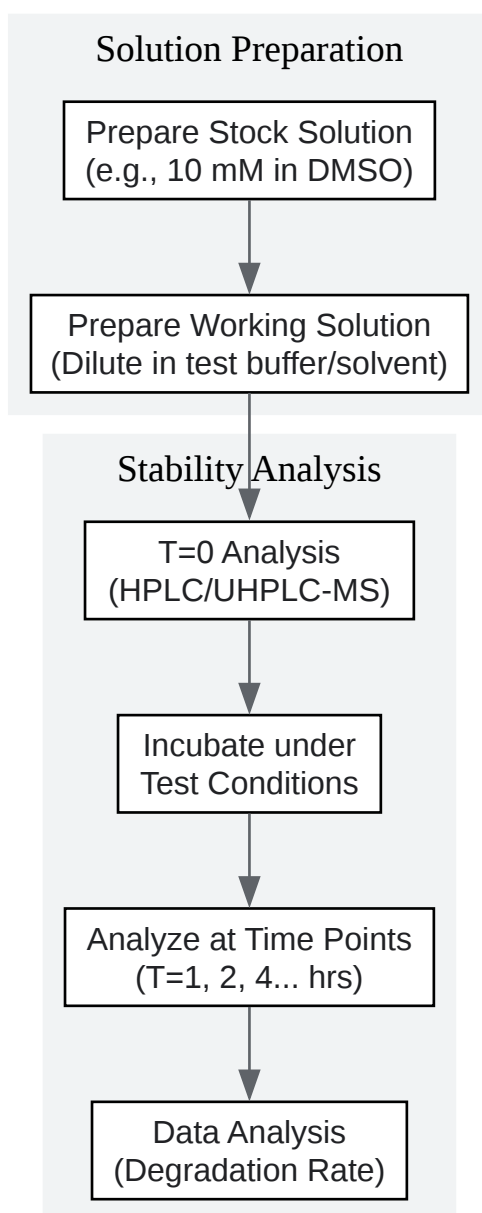 Solution Preparation
Prepare Stock Solution
(e.g., 10 mM in DMSO)
Prepare Working Solution
(Dilute in test buffer/solvent)
Stability Analysis
T=0 Analysis
(HPLC/UHPLC-MS)
Incubate under
Test Conditions
Analyze at Time Points
(T=1, 2, 4... hrs)
Data Analysis
(Degradation Rate)